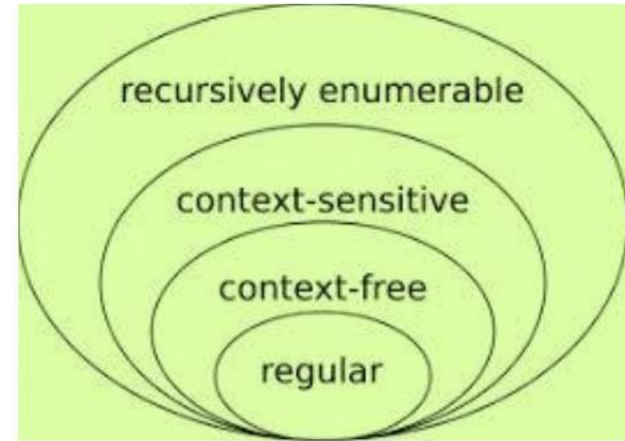 recursively enumerable
context-sensitive
context-free
regular